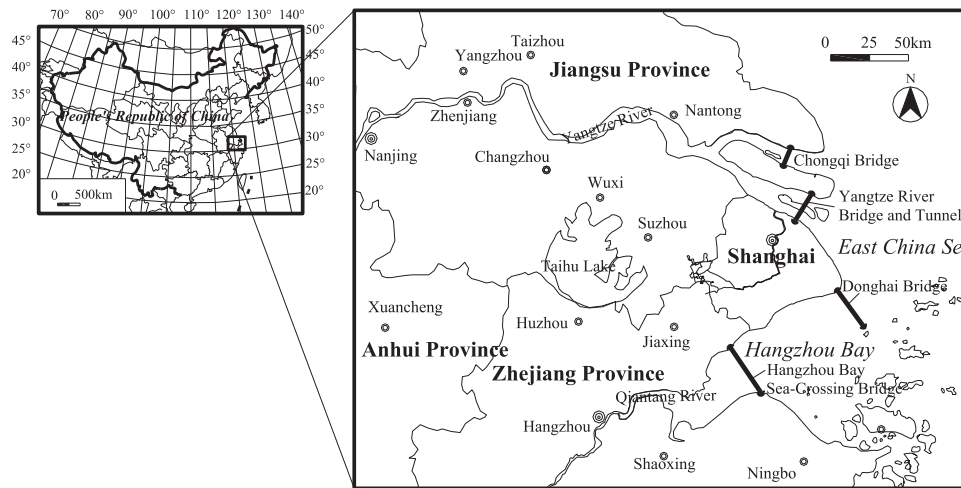 70° 80° 90° 100° 110° 120° 130° 140°
45°
40°
35°
30°
25°
20°
50°
45°
40°
35°
30°
25°
20°
People's Republic of China
0 500km
0 25 50km
N
Taizhou
Yangzhou
Jiangsu Province
Zhenjiang
Nantong
Yangtze River
Nanjing
Changzhou
Chongqi Bridge
Wuxi
Yangtze River
Bridge and Tunnel
Suzhou
Shanghai
East China Se
Taihu Lake
Donghai Bridge
Xuancheng
Huzhou
Jiaxing
Anhui Province
Hangzhou Bay
Zhejiang Province
Hangzhou Bay
Sea-Crossing Bridge
Qiantang River
Hangzhou
Shaoxing
Ningbo